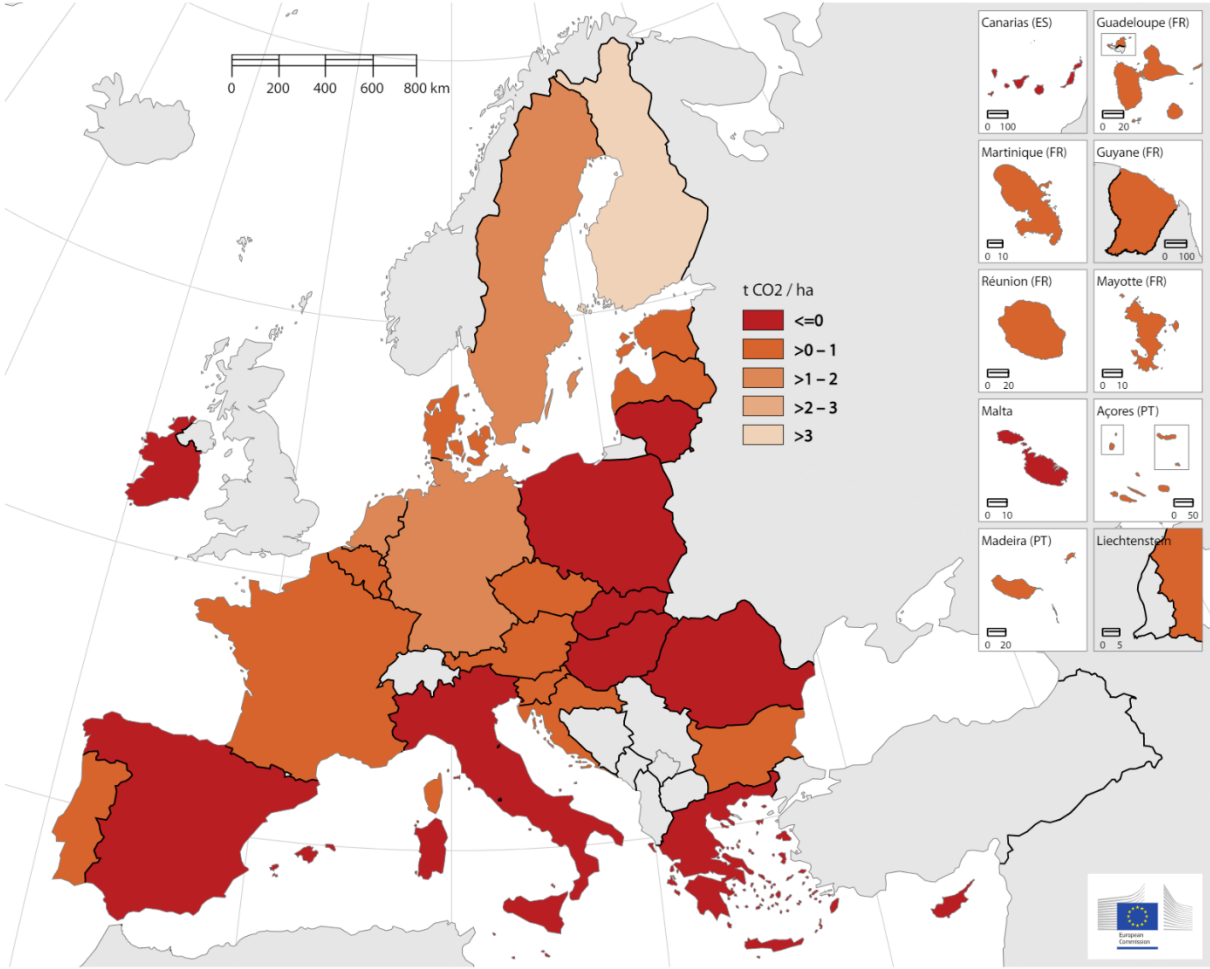 0 200 400 600 800 km
t CO2 / ha
<=0
>0 – 1
>1 – 2
>2 – 3
>3
Canarias (ES)
0 100
Guadeloupe (FR)
0 20
Martinique (FR)
0 10
Guyane (FR)
0 100
Réunion (FR)
0 20
Mayotte (FR)
0 10
Malta
0 10
Açores (PT)
0 50
Madeira (PT)
0 20
Liechtenstein
0 5
European
Commission